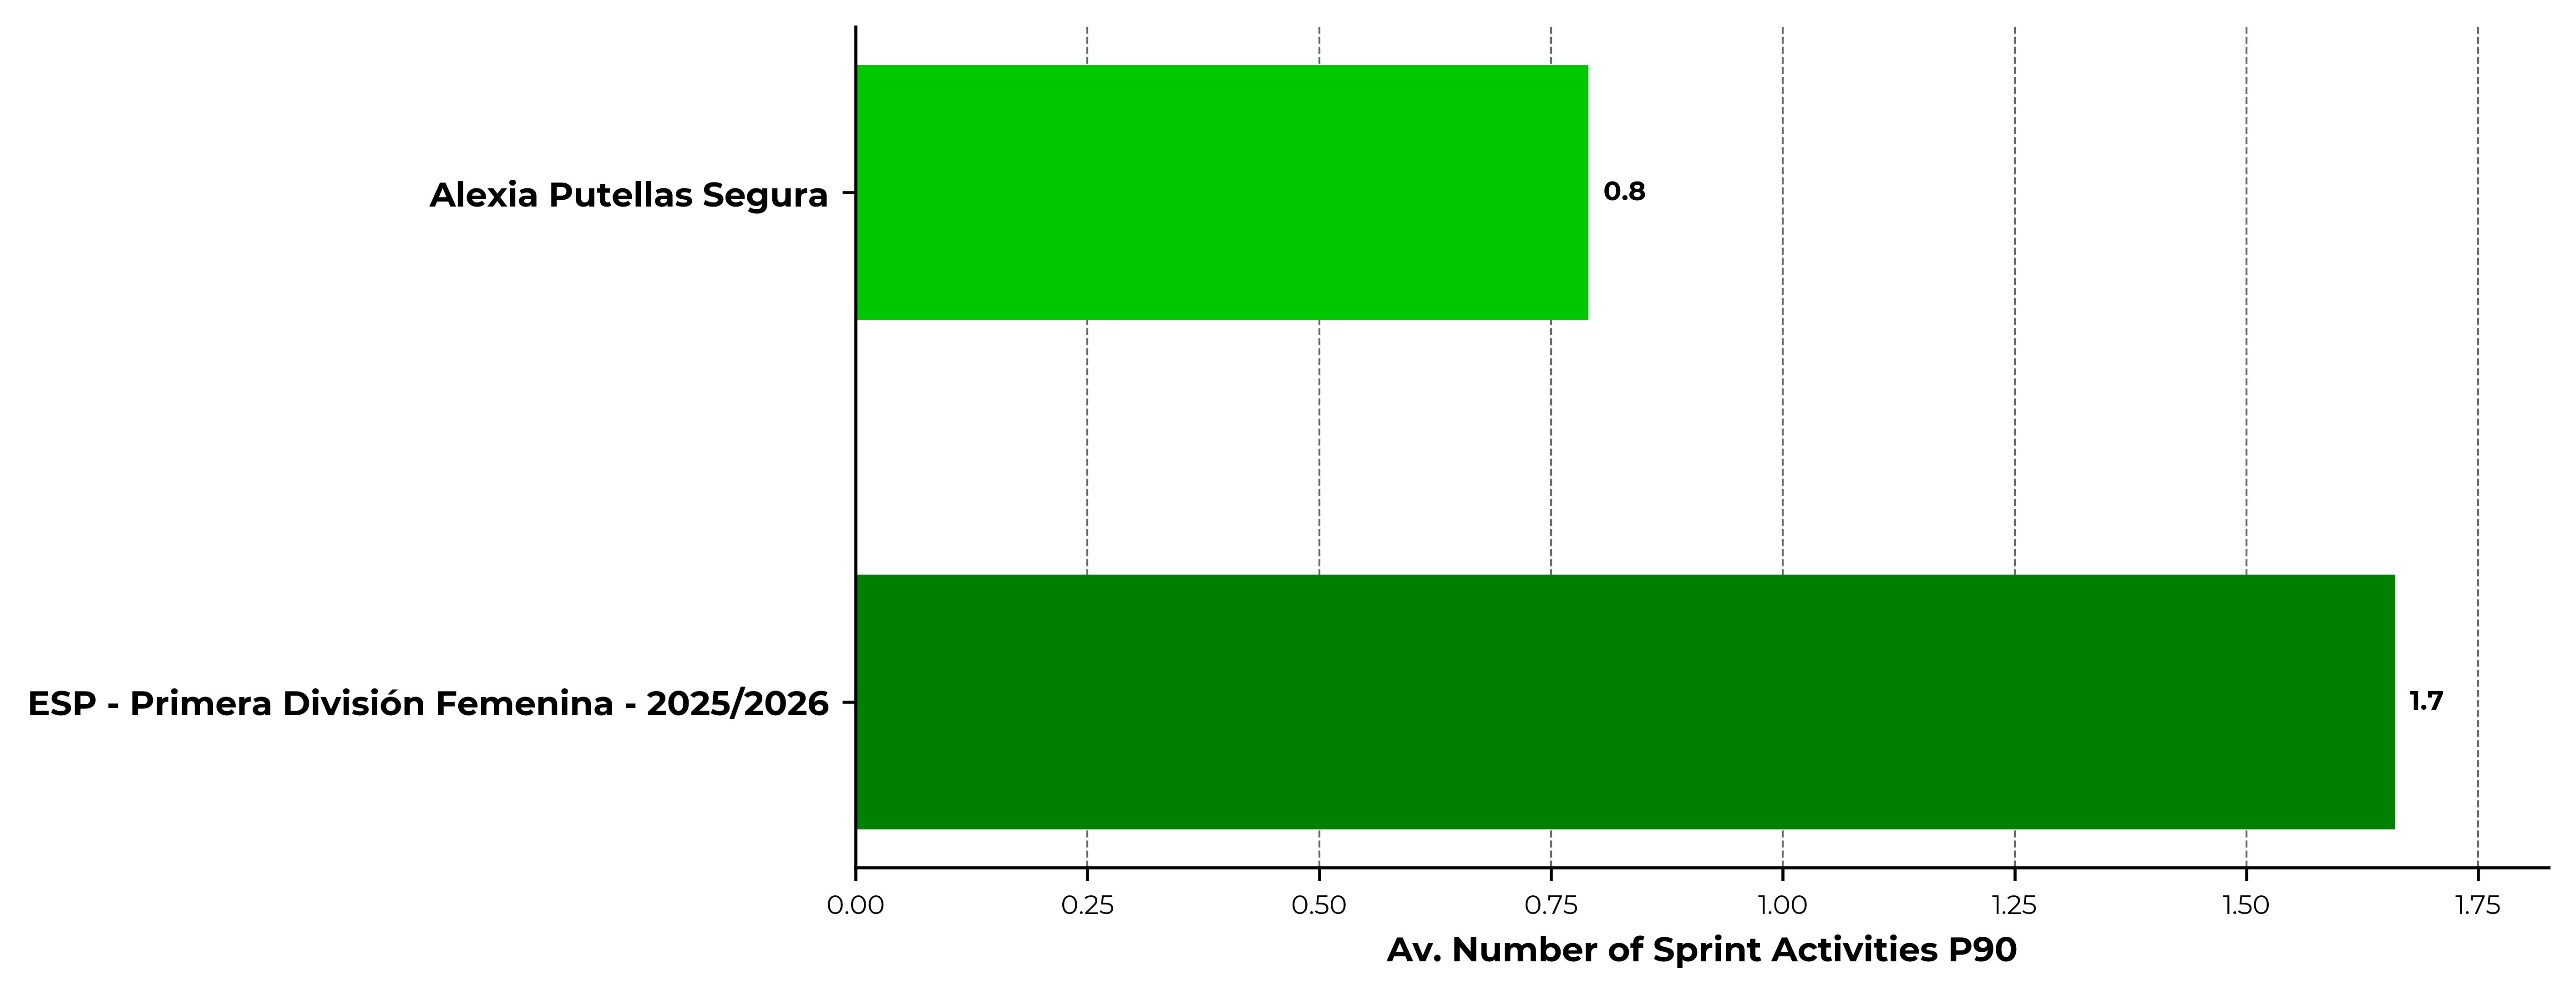 Alexia Putellas Segura
0.8
ESP - Primera División Femenina - 2025/2026
1.7
0.00 0.25 0.50 0.75 1.00 1.25 1.50 1.75
Av. Number of Sprint Activities P90